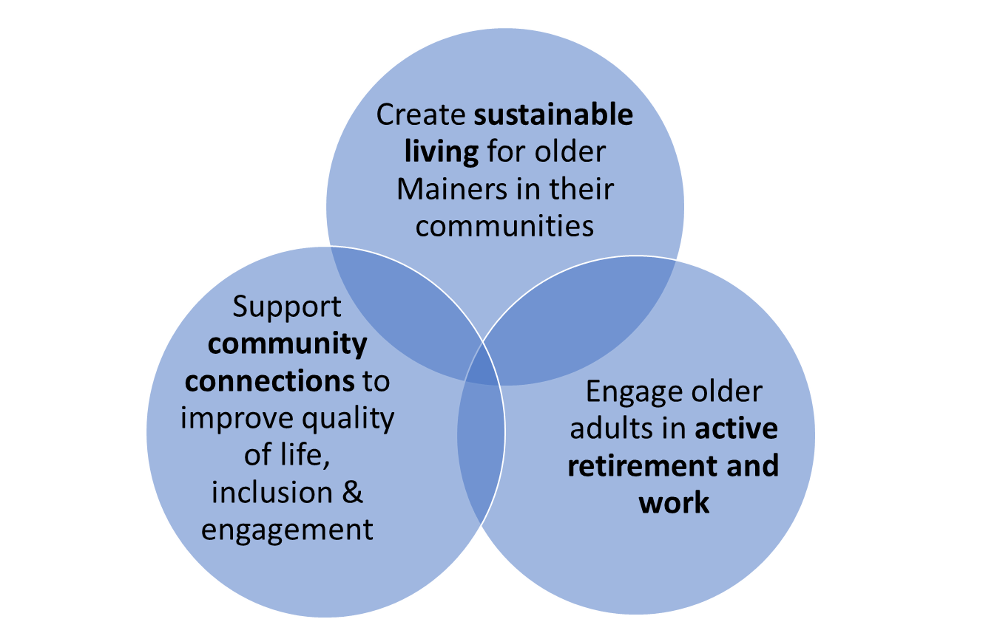 Create sustainable
living for older
Mainers in their
communities
Support
community
connections to
improve quality
of life,
inclusion &
engagement
Engage older
adults in active
retirement and
work